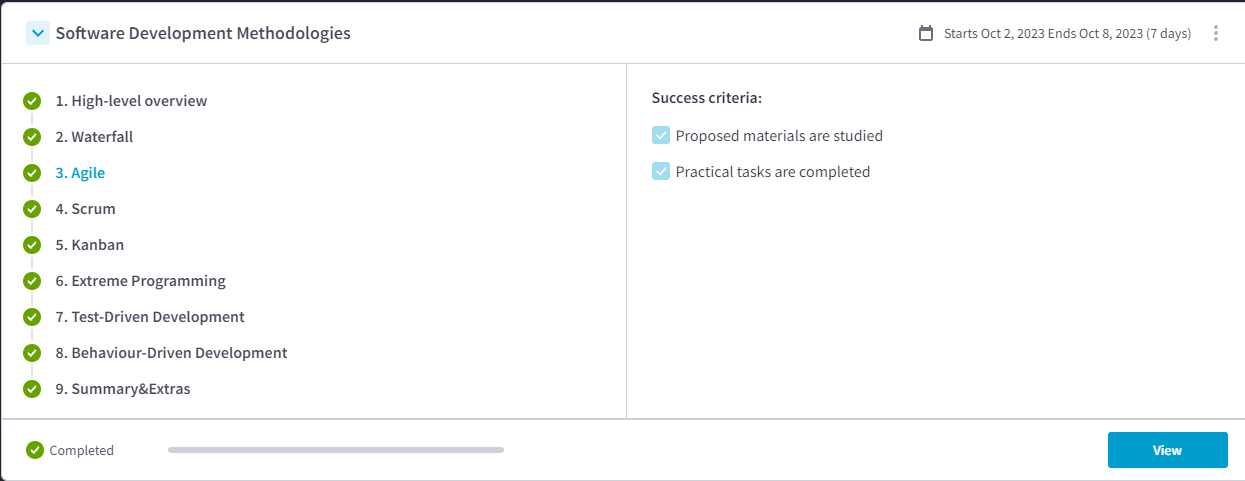 Software Development Methodologies
Starts Oct 2, 2023 Ends Oct 8, 2023 (7 days)
1. High-level overview
2. Waterfall
3. Agile
4. Scrum
5. Kanban
6. Extreme Programming
7. Test-Driven Development
8. Behaviour-Driven Development
9. Summary&Extras
Success criteria:
Proposed materials are studied
Practical tasks are completed
Completed
View